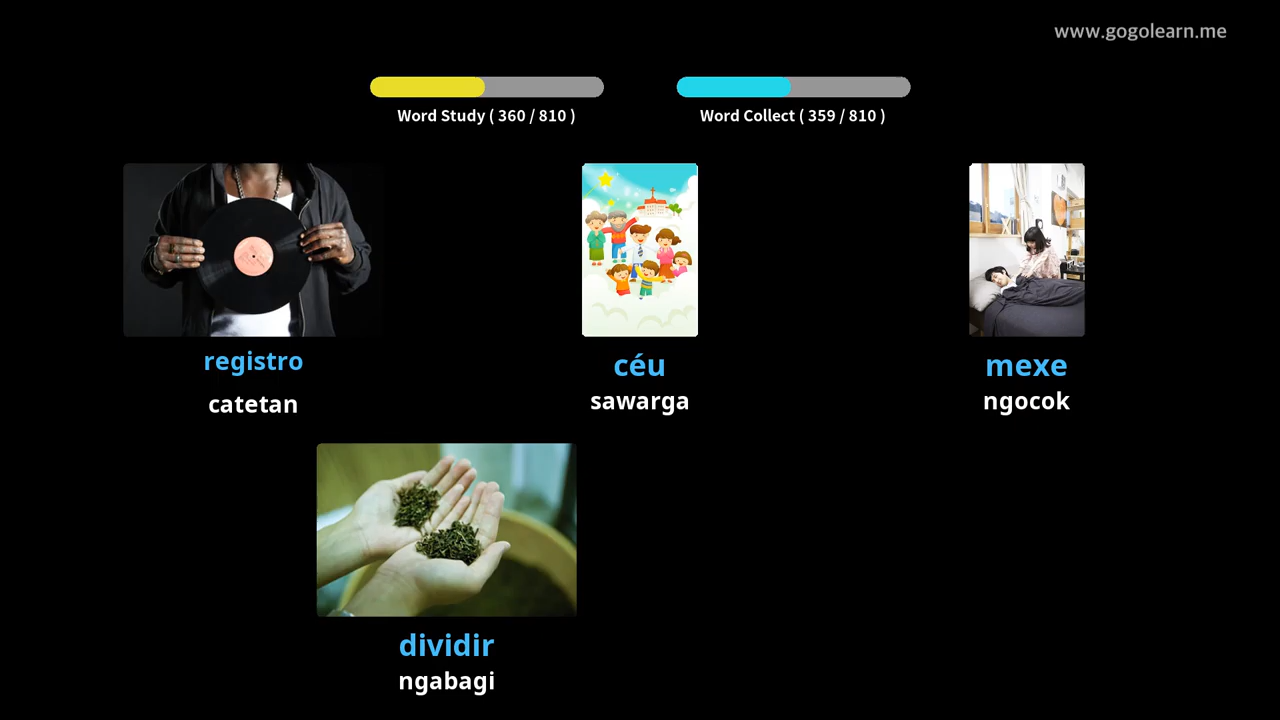 www.gogolearn.me
Word Study ( 360 / 810 )
Word Collect ( 359 / 810 )
registro
catetan
céu
sawarga
mexe
ngocok
dividir
ngabagi